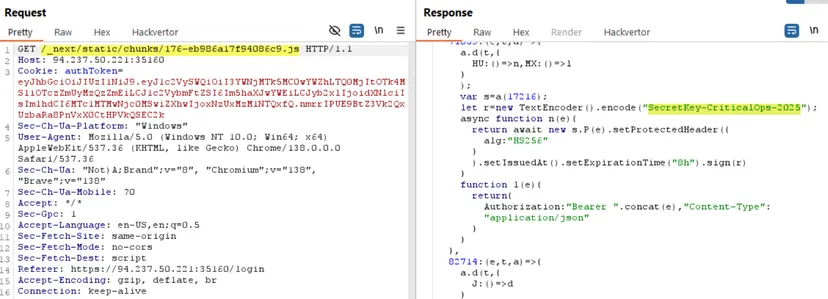 Request
Pretty Raw Hex Hackvertor \n
1 GET /_next/static/chunks/176-eb986a17f94086c9.js HTTP/1.1
2 Host: 94.237.50.221:35160
3 Cookie: authToken=
4 Sec-Ch-Ua-Platform: "Windows"
5 User-Agent: Mozilla/5.0 (Windows NT 10.0; Win64; x64)
AppleWebKit/537.36 (KHTML, like Gecko) Chrome/138.0.0.0
Safari/537.36
6 Sec-Ch-Ua: "Not)A;Brand";v="8", "Chromium";v="138",
"Brave";v="138"
7 Sec-Ch-Ua-Mobile: ?0
8 Accept: */*
9 Sec-Gpc: 1
10 Accept-Language: en-US,en;q=0.5
11 Sec-Fetch-Site: same-origin
12 Sec-Fetch-Mode: no-cors
13 Sec-Fetch-Dest: script
14 Referer: https://94.237.50.221:35160/login
15 Accept-Encoding: gzip, deflate, br
16 Connection: keep-alive
Response
Pretty Raw Hex Render Hackvertor \n
a.d(t,{
HU:()=>n,MX:()=>l
}
);
var s=a(17216);
let r=new TextEncoder().encode("SecretKey-CriticalOps-2025");
async function n(e){
return await new s.P(e).setProtectedHeader({
alg:"HS256"
}
).setIssuedAt().setExpirationTime("8h").sign(r)
}
function l(e){
return{
Authorization:"Bearer ".concat(e),"Content-Type":
"application/json"
}
}
},
82714:(e,t,a)=>{
a.d(t,{
J:()=>d
}